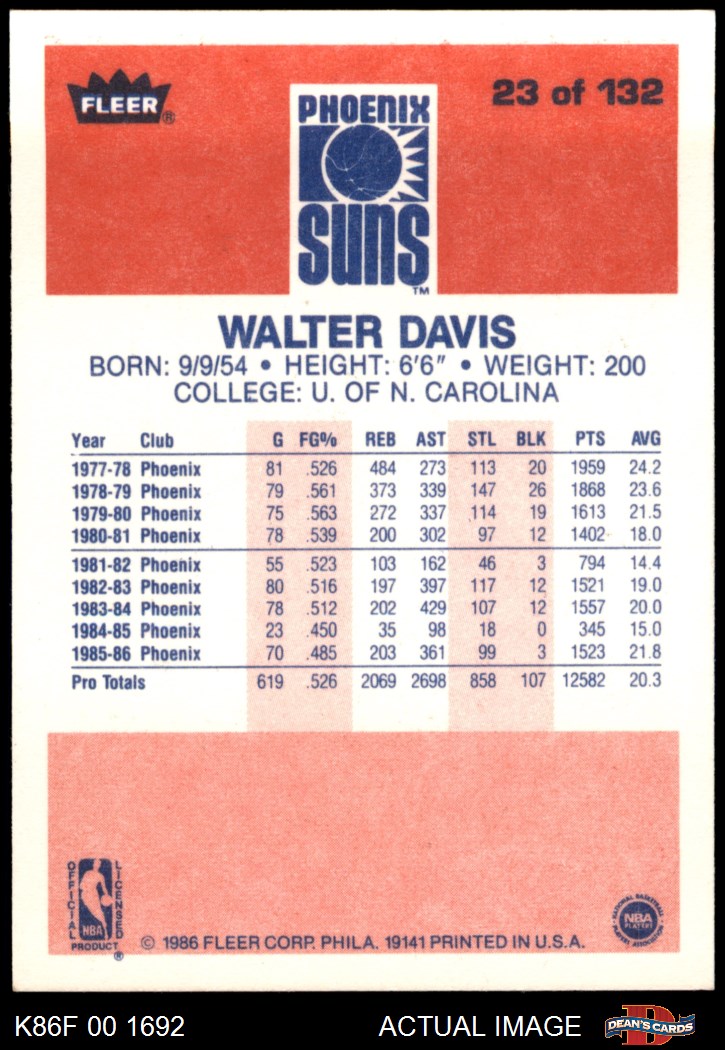 FLEER®
23 of 132
PHOENIX
SUNS
TM
WALTER DAVIS
BORN: 9/9/54 • HEIGHT: 6'6" • WEIGHT: 200
COLLEGE: U. OF N. CAROLINA
Year Club G FG% REB AST STL BLK PTS AVG
1977-78 Phoenix 81 .526 484 273 113 20 1959 24.2
1978-79 Phoenix 79 .561 373 339 147 26 1868 23.6
1979-80 Phoenix 75 .563 272 337 114 19 1613 21.5
1980-81 Phoenix 78 .539 200 302 97 12 1402 18.0
1981-82 Phoenix 55 .523 103 162 46 3 794 14.4
1982-83 Phoenix 80 .516 197 397 117 12 1521 19.0
1983-84 Phoenix 78 .512 202 429 107 12 1557 20.0
1984-85 Phoenix 23 .450 35 98 18 0 345 15.0
1985-86 Phoenix 70 .485 203 361 99 3 1523 21.8
Pro Totals 619 .526 2069 2698 858 107 12582 20.3
OFFICIAL LICENSED
NBA
PRODUCT ®
© 1986 FLEER CORP. PHILA. 19141 PRINTED IN U.S.A.
NATIONAL BASKETBALL
NBA
PLAYERS
PLAYERS ASSOCIATION
K86F 00 1692
ACTUAL IMAGE
D
DEAN'S CARDS